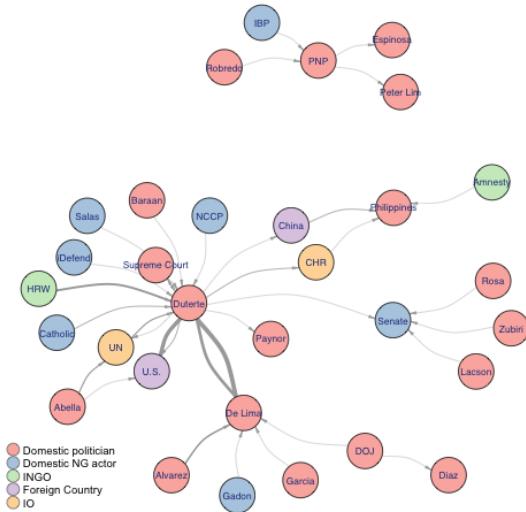 IBP
Espinosa
PNP
Robredo
Peter Lim
Amnesty
Baraan
Philippines
Salas
NCCP
China
iDefend
Supreme Court
CHR
Rosa
HRW
Duterte
Senate
Zubiri
Catholic
Paynor
UN
U.S.
Lacson
Abella
De Lima
Domestic politician
Domestic NG actor
INGO
Foreign Country
IO
Alvarez
Gadon
Garcia
DOJ
Diaz